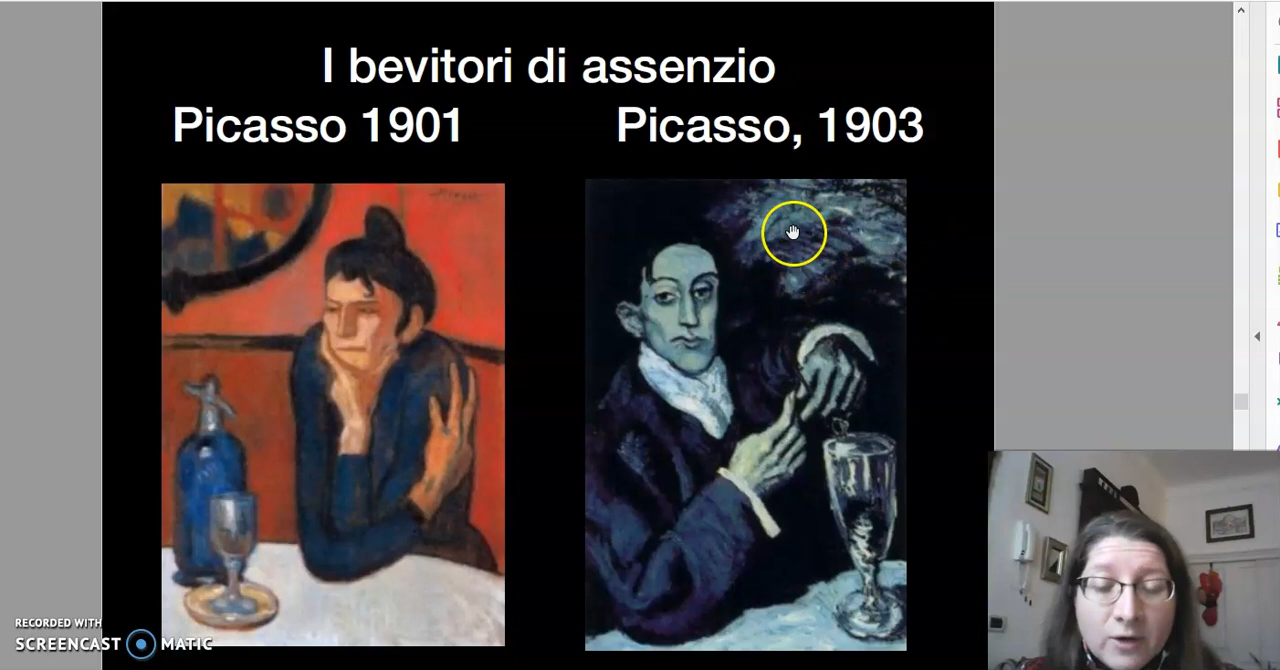 I bevitori di assenzio
Picasso 1901
Picasso, 1903
RECORDED WITH
SCREENCAST MATIC